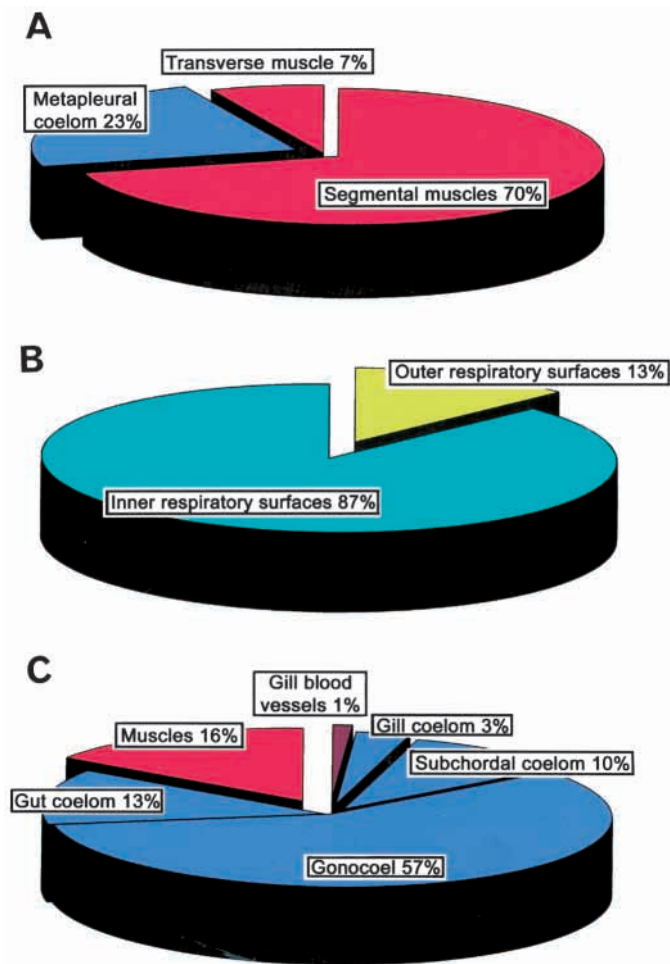 A
Transverse muscle 7%
Metapleural
coelom 23%
Segmental muscles 70%
B
Outer respiratory surfaces 13%
Inner respiratory surfaces 87%
C
Gill blood
vessels 1%
Gill coelom 3%
Muscles 16%
Subchordal coelom 10%
Gut coelom 13%
Gonocoel 57%